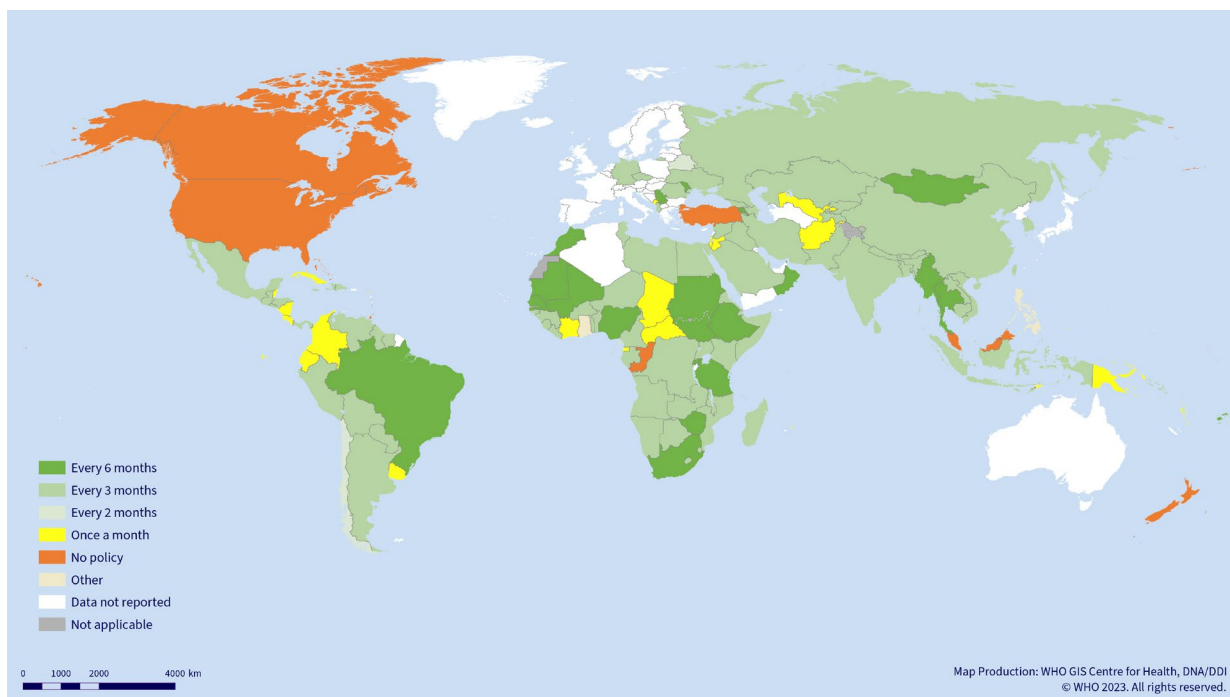 Every 6 months
Every 3 months
Every 2 months
Once a month
No policy
Other
Data not reported
Not applicable
0 1000 2000 4000 km
Map Production: WHO GIS Centre for Health, DNA/DDI
© WHO 2023. All rights reserved.